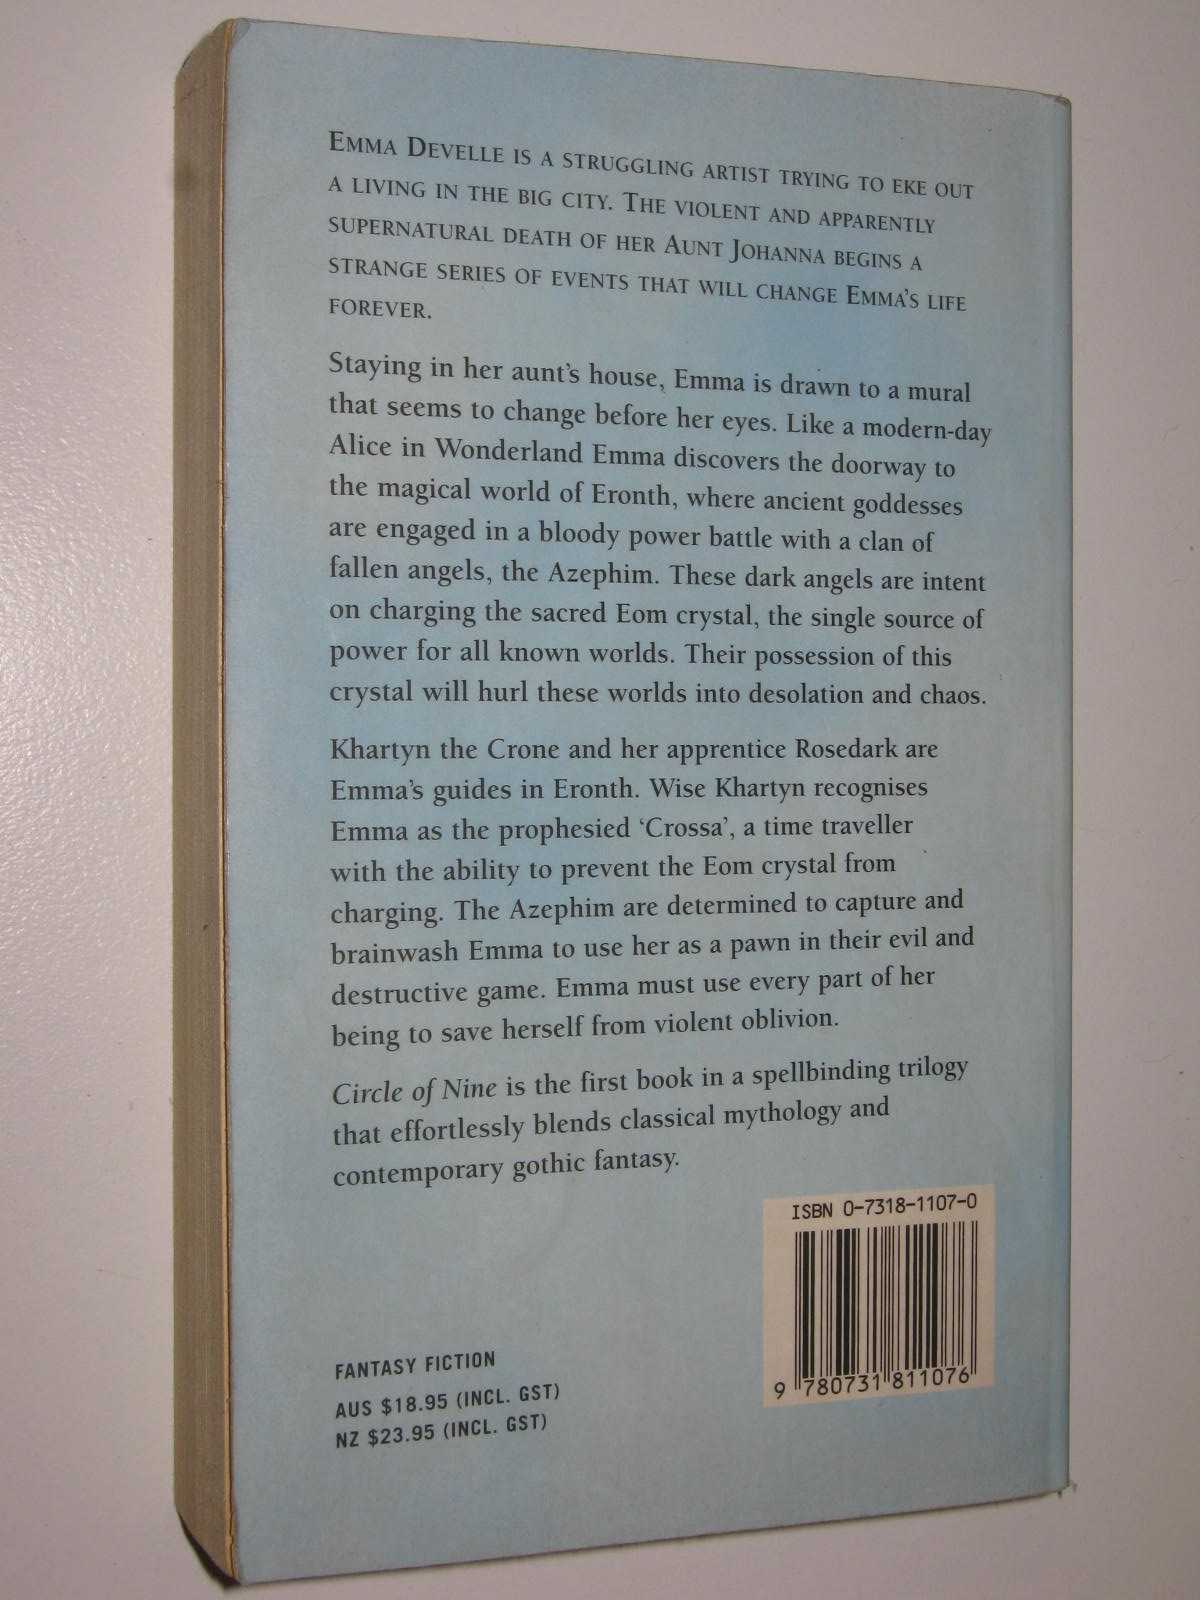 EMMA DEVELLE IS A STRUGGLING ARTIST TRYING TO EKE OUT
A LIVING IN THE BIG CITY. THE VIOLENT AND APPARENTLY
SUPERNATURAL DEATH OF HER AUNT JOHANNA BEGINS A
STRANGE SERIES OF EVENTS THAT WILL CHANGE EMMA'S LIFE
FOREVER.
Staying in her aunt's house, Emma is drawn to a mural
that seems to change before her eyes. Like a modern-day
Alice in Wonderland Emma discovers the doorway to
the magical world of Eronth, where ancient goddesses
are engaged in a bloody power battle with a clan of
fallen angels, the Azephim. These dark angels are intent
on charging the sacred Eom crystal, the single source of
power for all known worlds. Their possession of this
crystal will hurl these worlds into desolation and chaos.
Khartyn the Crone and her apprentice Rosedark are
Emma's guides in Eronth. Wise Khartyn recognises
Emma as the prophesied 'Crossa', a time traveller
with the ability to prevent the Eom crystal from
charging. The Azephim are determined to capture and
brainwash Emma to use her as a pawn in their evil and
destructive game. Emma must use every part of her
being to save herself from violent oblivion.
Circle of Nine is the first book in a spellbinding trilogy
that effortlessly blends classical mythology and
contemporary gothic fantasy.
ISBN 0-7318-1107-0
9 780731 811076
FANTASY FICTION
AUS $18.95 (INCL. GST)
NZ $23.95 (INCL. GST)